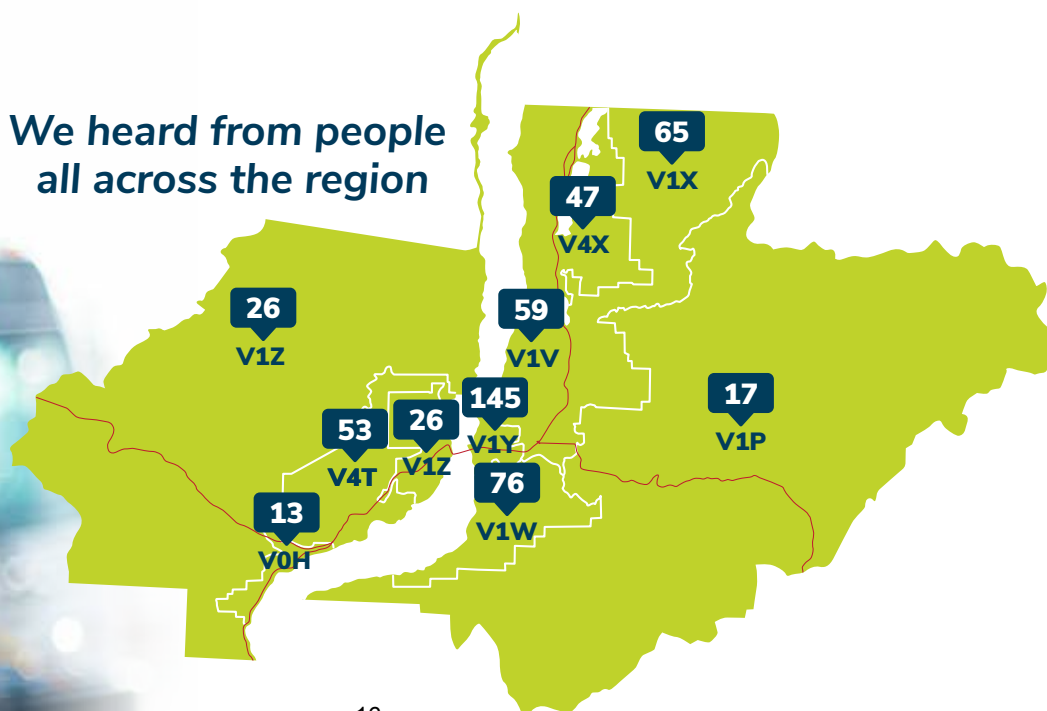 We heard from people
all across the region
65
V1X
47
V4X
26
V1Z
59
V1V
145
V1Y
17
V1P
53
V4T
26
V1Z
76
V1W
13
V0H